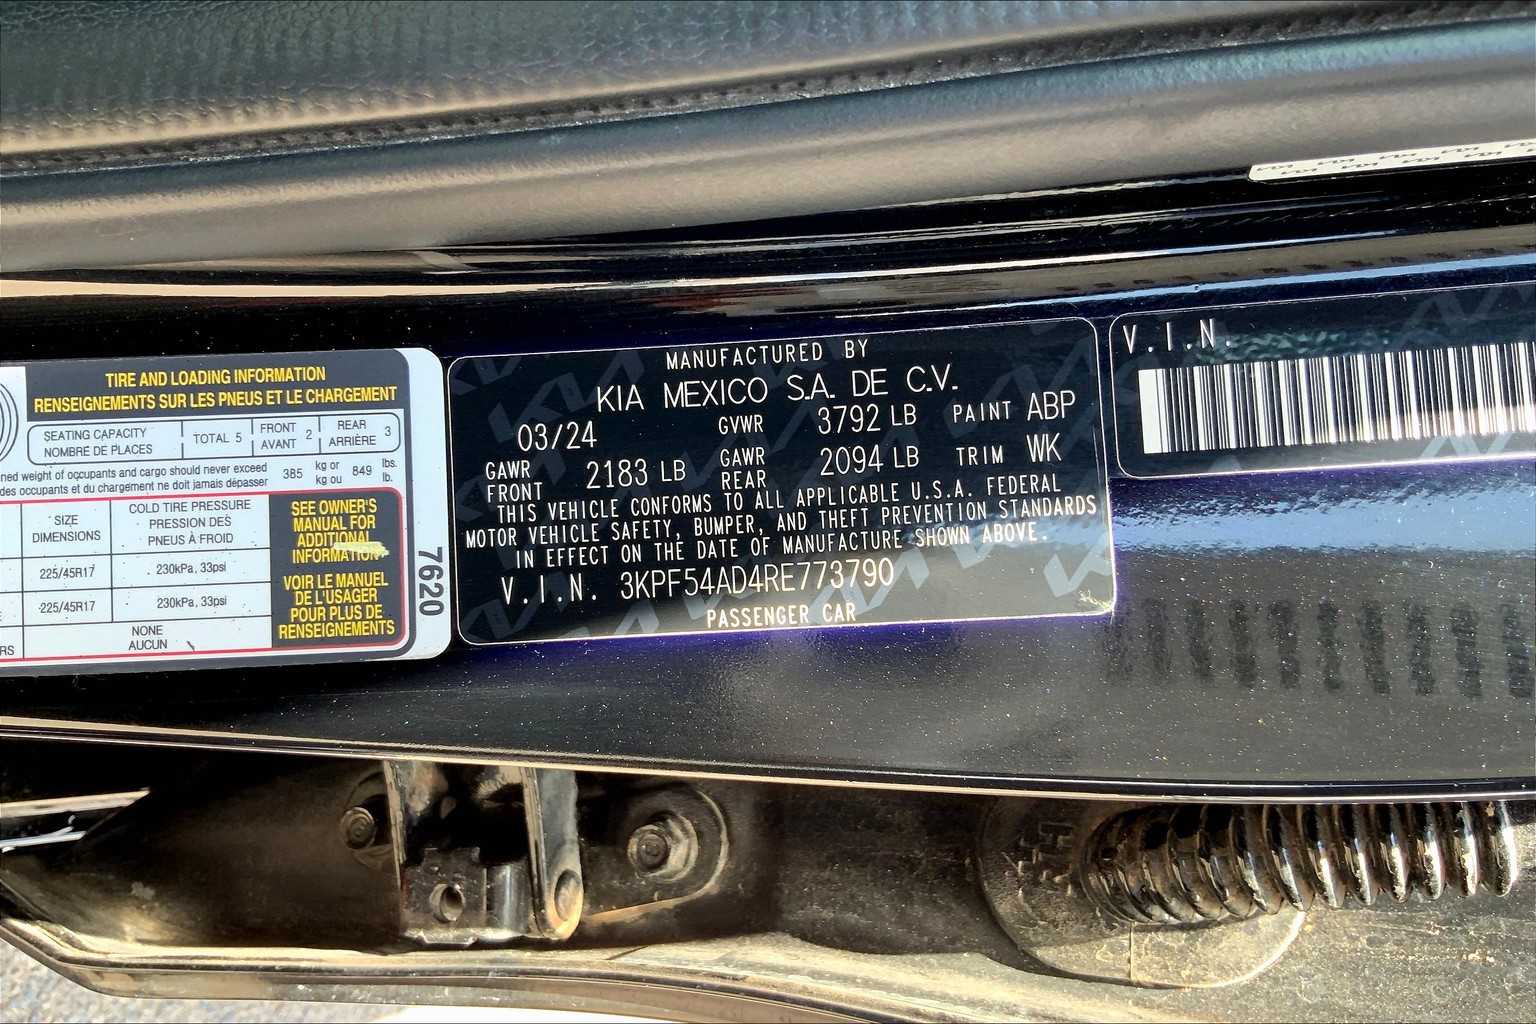 TIRE AND LOADING INFORMATION
RENSEIGNEMENTS SUR LES PNEUS ET LE CHARGEMENT
SEATING CAPACITY
NOMBRE DE PLACES
TOTAL 5
FRONT
AVANT 2
REAR
ARRIÈRE 3
ned weight of occupants and cargo should never exceed
des occupants et du chargement ne doit jamais dépasser
385 kg or
kg ou
849 lbs.
lb.
SIZE
DIMENSIONS
COLD TIRE PRESSURE
PRESSION DES
PNEUS À FROID
225/45R17 230kPa, 33psi
225/45R17 230kPa, 33psi
RS
NONE
AUCUN
SEE OWNER'S
MANUAL FOR
ADDITIONAL
INFORMATION
VOIR LE MANUEL
DE L'USAGER
POUR PLUS DE
RENSEIGNEMENTS
7620
MANUFACTURED BY
KIA MEXICO S.A. DE C.V.
03/24 GVWR 3792 LB PAINT ABP
GAWR
FRONT 2183 LB
GAWR
REAR 2094 LB TRIM WK
THIS VEHICLE CONFORMS TO ALL APPLICABLE U.S.A. FEDERAL
MOTOR VEHICLE SAFETY, BUMPER, AND THEFT PREVENTION STANDARDS
IN EFFECT ON THE DATE OF MANUFACTURE SHOWN ABOVE.
V.I.N. 3KPF54AD4RE773790
PASSENGER CAR
V.I.N.